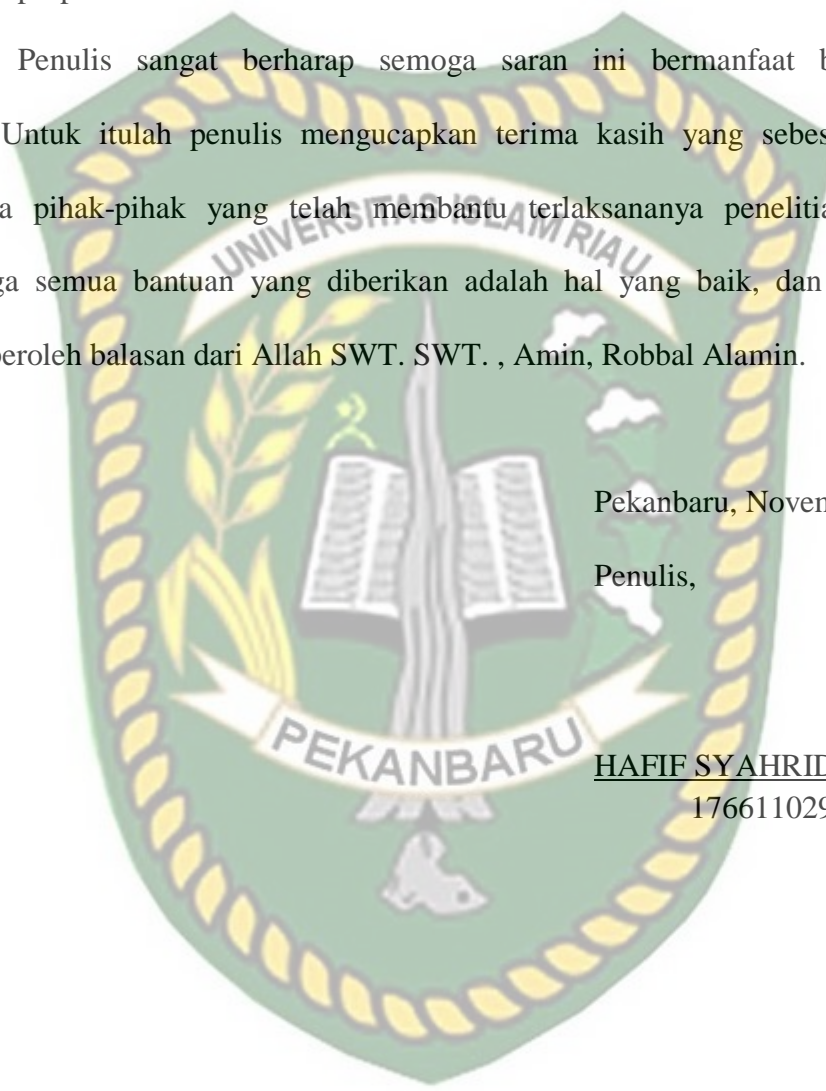 Penulis sangat berharap semoga saran ini bermanfaat
Untuk itulah penulis mengucapkan terima kasih yang
pihak-pihak yang telah membantu terlaksananya
UNIVERSITAS ISLAM RIAU
semua bantuan yang diberikan adalah hal yang baik, dan
balasan dari Allah SWT. SWT. , Amin, Robbal Alamin.
Pekanbaru,
Penulis,
PEKANBARU
HAFIF
176611029